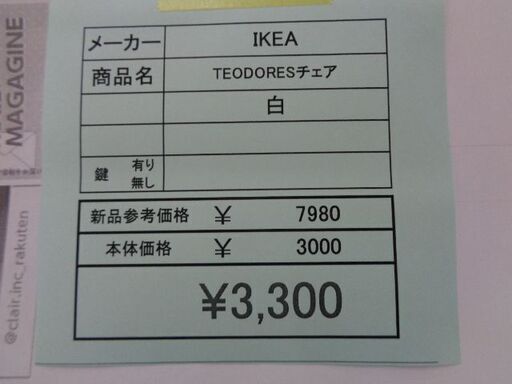 MAGAGINE
@clair.inc_rakuten
メーカー IKEA
商品名 TEODORESチェア
白
鍵 有り
無し
新品参考価格 ¥ 7980
本体価格 ¥ 3000
¥3,300